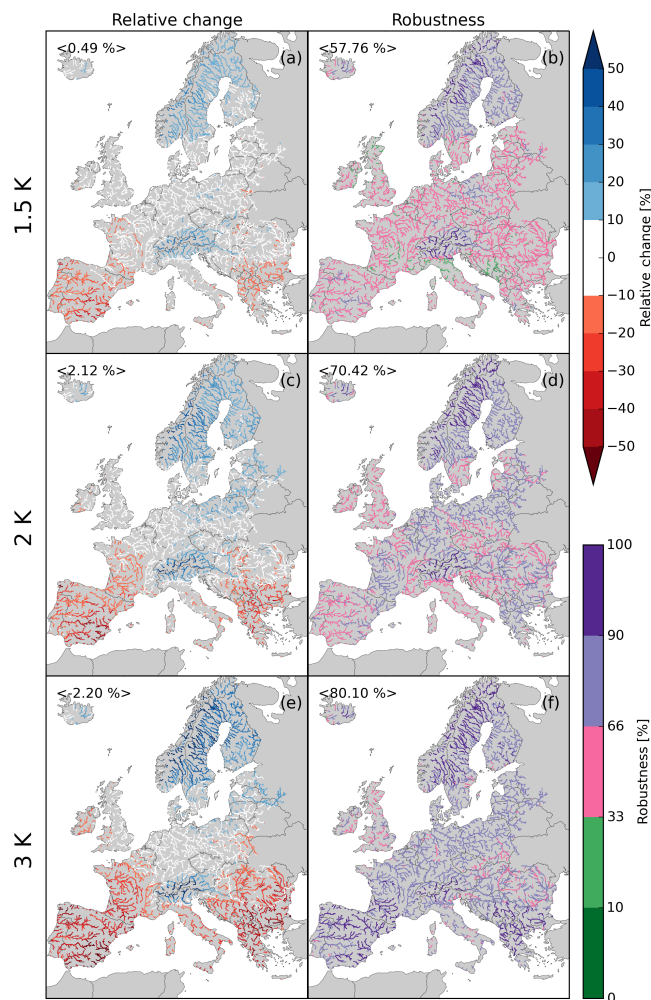 Relative change
Robustness
1.5 K
<0.49 %>
(a)
<57.76 %>
(b)
2 K
<2.12 %>
(c)
<70.42 %>
(d)
3 K
<-2.20 %>
(e)
<80.10 %>
(f)
50
40
30
20
10
0
−10
−20
−30
−40
−50
Relative change [%]
100
90
66
33
10
0
Robustness [%]